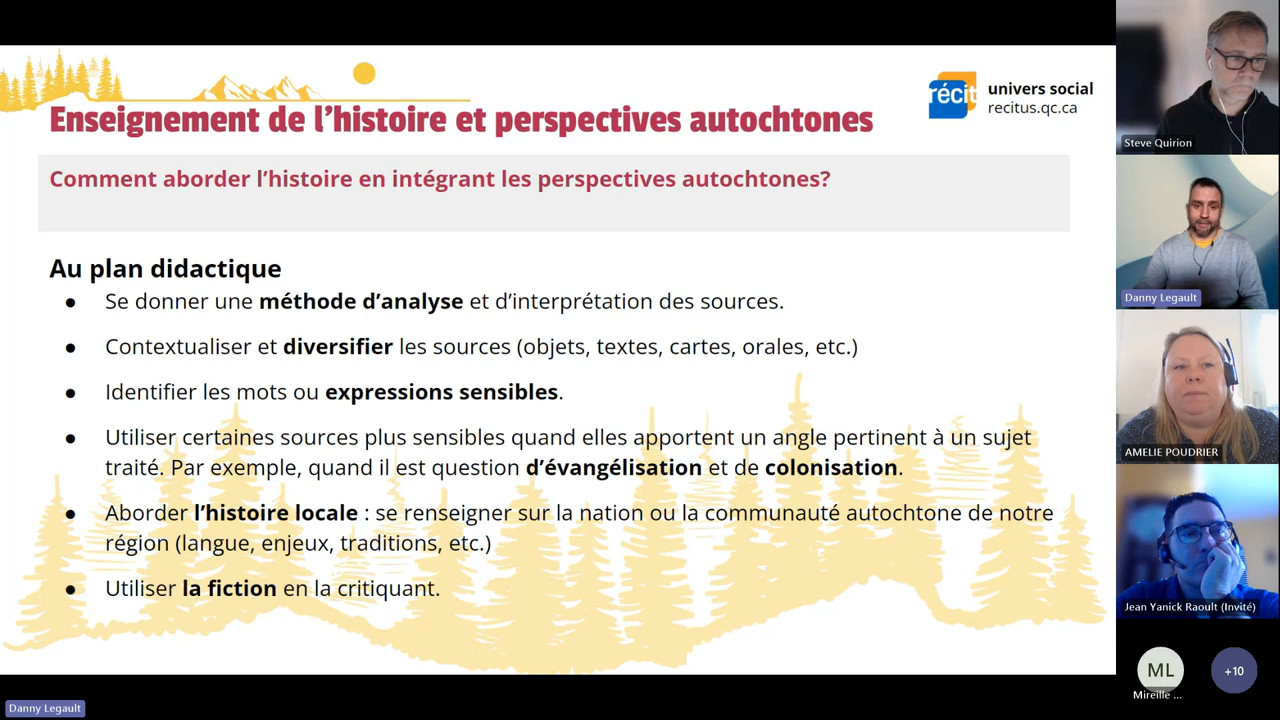 Enseignement de l'histoire et perspectives autochtones
récit
univers social
recitus.qc.ca
Comment aborder l'histoire en intégrant les perspectives autochtones?
Au plan didactique
● Se donner une méthode d'analyse et d'interprétation des sources.
● Contextualiser et diversifier les sources (objets, textes, cartes, orales, etc.)
● Identifier les mots ou expressions sensibles.
● Utiliser certaines sources plus sensibles quand elles apportent un angle pertinent à un sujet
traité. Par exemple, quand il est question d'évangélisation et de colonisation.
● Aborder l'histoire locale : se renseigner sur la nation ou la communauté autochtone de notre
région (langue, enjeux, traditions, etc.)
● Utiliser la fiction en la critiquant.
Steve Quirion
Danny Legault
AMELIE POUDRIER
Jean Yanick Raoult (Invité)
ML
Mireille ...
+10
Danny Legault